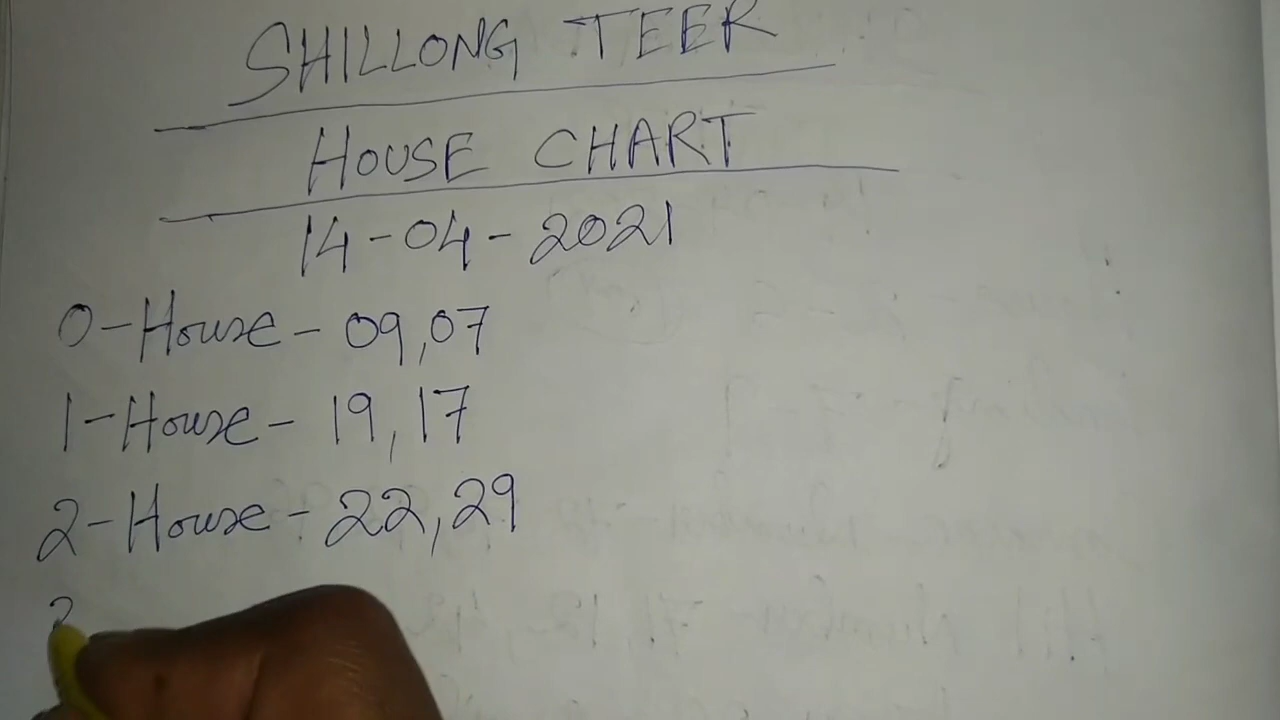 SHILLONG TEER
HOUSE CHART
14-04-2021
0-House-09,07
1-House-19,17
2-House-22,29